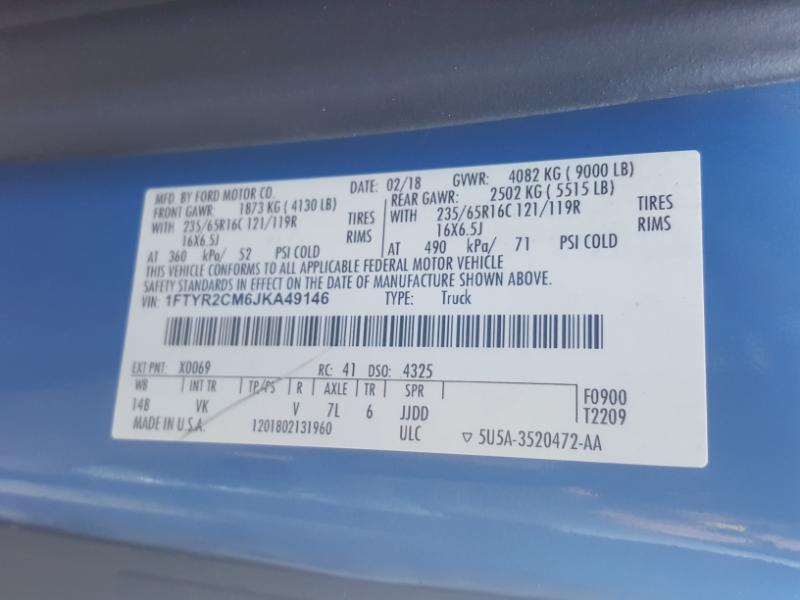 MFD. BY FORD MOTOR CO. DATE: 02/18 GVWR: 4082 KG ( 9000 LB)
FRONT GAWR: 1873 KG ( 4130 LB) REAR GAWR: 2502 KG ( 5515 LB)
WITH 235/65R16C 121/119R TIRES WITH 235/65R16C 121/119R TIRES
16X6.5J RIMS 16X6.5J RIMS
AT 360 kPa/ 52 PSI COLD AT 490 kPa/ 71 PSI COLD
THIS VEHICLE CONFORMS TO ALL APPLICABLE FEDERAL MOTOR VEHICLE
SAFETY STANDARDS IN EFFECT ON THE DATE OF MANUFACTURE SHOWN ABOVE.
VIN: 1FTYR2CM6JKA49146 TYPE: Truck
EXT PNT: X0069 RC: 41 DSO: 4325
WB INT TR TP/PS R AXLE TR SPR F0900
14B VK V 7L 6 JJDD T2209
MADE IN U.S.A. 1201802131960 ULC ▽ 5U5A-3520472-AA